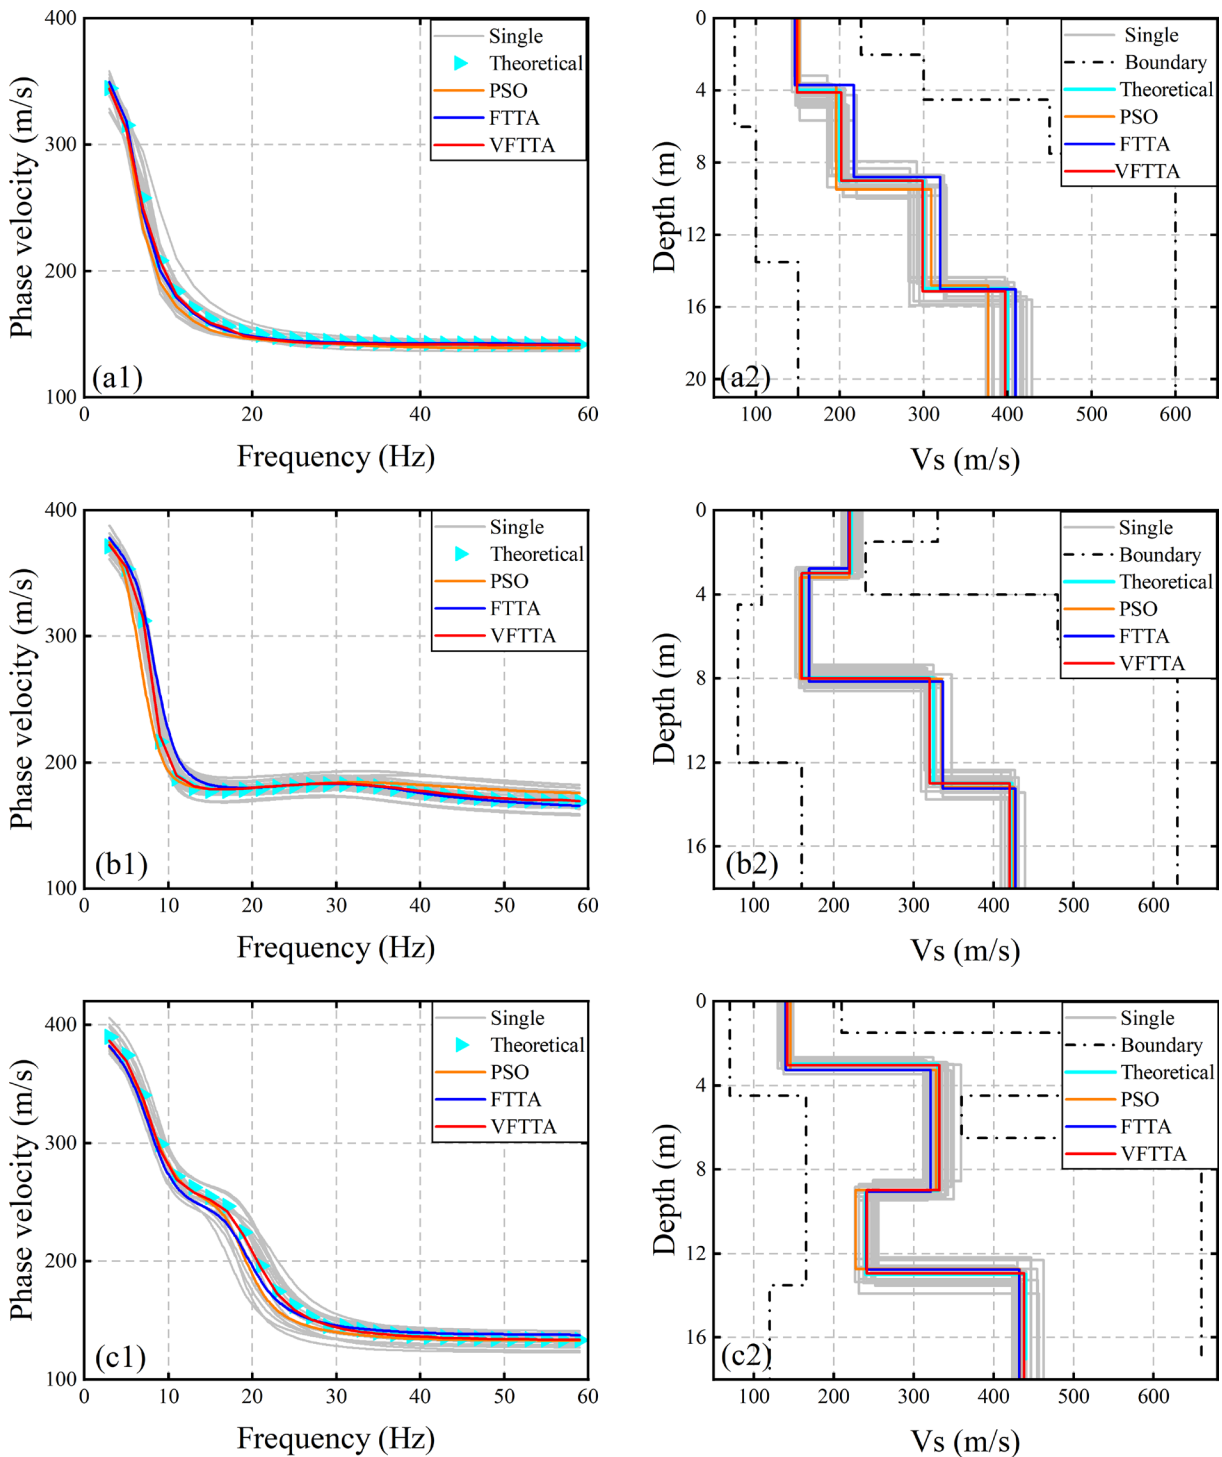 400
300
200
100
0
20
40
60
Phase velocity (m/s)
Frequency (Hz)
Single
Theoretical
PSO
FTTA
VFTTA
(a1)
0
4
8
12
16
20
100
200
300
400
500
600
Depth (m)
Vs (m/s)
Single
Boundary
Theoretical
PSO
FTTA
VFTTA
(a2)
400
300
200
100
0
10
20
30
40
50
60
Phase velocity (m/s)
Frequency (Hz)
Single
Theoretical
PSO
FTTA
VFTTA
(b1)
0
4
8
12
16
100
200
300
400
500
600
Depth (m)
Vs (m/s)
Single
Boundary
Theoretical
PSO
FTTA
VFTTA
(b2)
400
300
200
100
0
10
20
30
40
50
60
Phase velocity (m/s)
Frequency (Hz)
Single
Theoretical
PSO
FTTA
VFTTA
(c1)
0
4
8
12
16
100
200
300
400
500
600
Depth (m)
Vs (m/s)
Single
Boundary
Theoretical
PSO
FTTA
VFTTA
(c2)